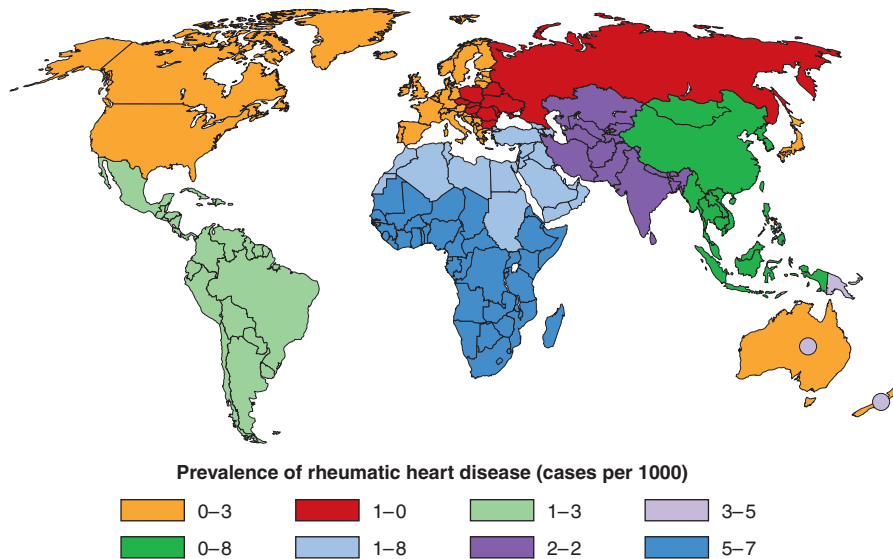 Prevalence of rheumatic heart disease (cases per 1000)
0–3 1–0 1–3 3–5
0–8 1–8 2–2 5–7